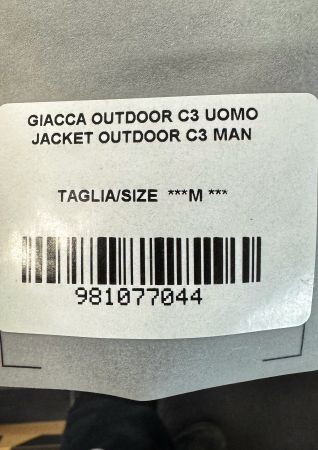 GIACCA OUTDOOR C3 UOMO
JACKET OUTDOOR C3 MAN
TAGLIA/SIZE ***M ***
981077044